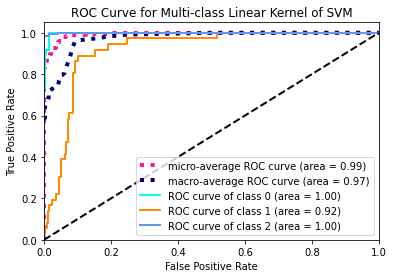 ROC Curve for Multi-class Linear Kernel of SVM
True Positive Rate
1.0
0.8
0.6
0.4
0.2
0.0
micro-average ROC curve (area = 0.99)
macro-average ROC curve (area = 0.97)
ROC curve of class 0 (area = 1.00)
ROC curve of class 1 (area = 0.92)
ROC curve of class 2 (area = 1.00)
0.0 0.2 0.4 0.6 0.8 1.0
False Positive Rate